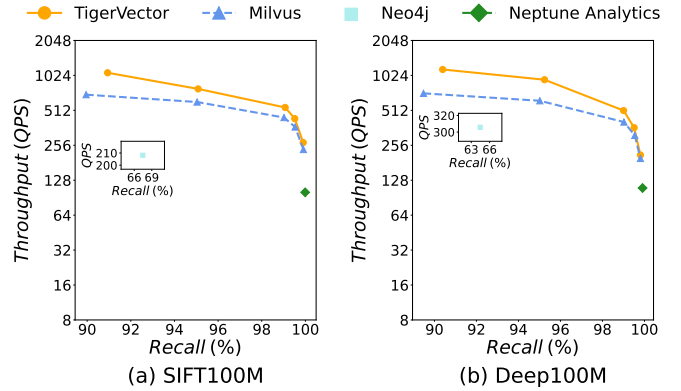 TigerVector Milvus Neo4j Neptune Analytics
2048
1024
512
256
128
64
32
16
8
Throughput (QPS)
QPS
210
200
66 69
Recall (%)
90 92 94 96 98 100
Recall (%)
(a) SIFT100M
2048
1024
512
256
128
64
32
16
8
Throughput (QPS)
QPS
320
300
63 66
Recall (%)
90 92 94 96 98 100
Recall (%)
(b) Deep100M